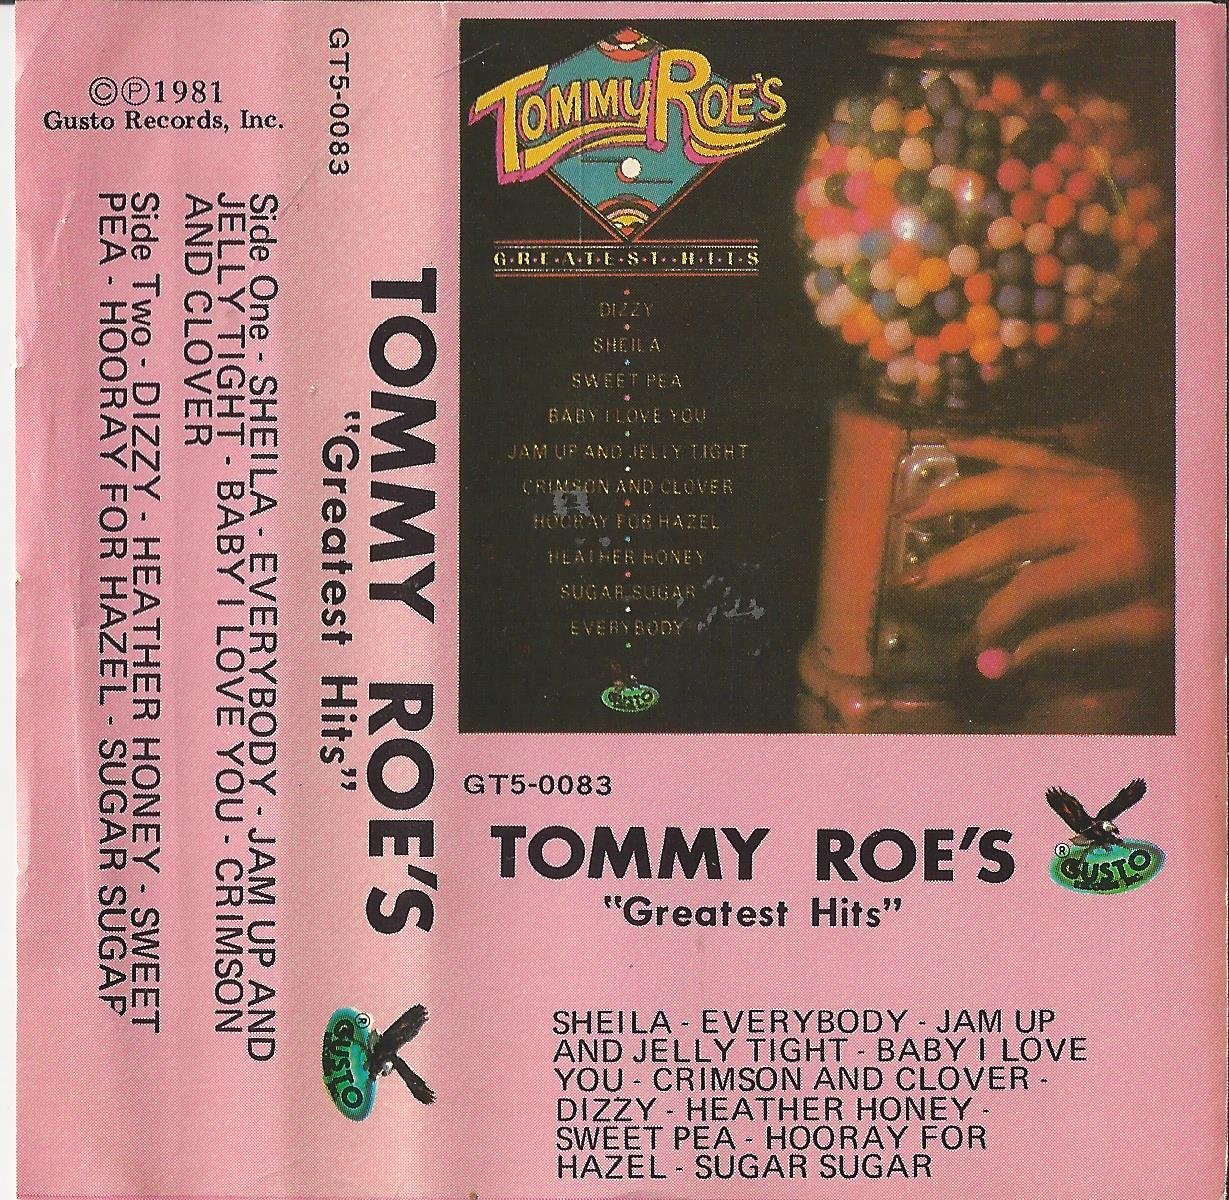 ©℗1981
Gusto Records, Inc.
Side One - SHEILA - EVERYBODY - JAM UP AND
JELLY TIGHT - BABY I LOVE YOU - CRIMSON
AND CLOVER
Side Two - DIZZY - HEATHER HONEY - SWEET
PEA - HOORAY FOR HAZEL - SUGAR SUGAR
GT5-0083
TOMMY ROE'S
"Greatest Hits"
GUSTO
®
TOMMY ROE'S
G·R·E·A·T·E·S·T · H·I·T·S
DIZZY
SHEILA
SWEET PEA
BABY I LOVE YOU
JAM UP AND JELLY TIGHT
CRIMSON AND CLOVER
HOORAY FOR HAZEL
HEATHER HONEY
SUGAR SUGAR
EVERYBODY
GUSTO
GT5-0083
TOMMY ROE'S
"Greatest Hits"
®
GUSTO
SHEILA - EVERYBODY - JAM UP
AND JELLY TIGHT - BABY I LOVE
YOU - CRIMSON AND CLOVER -
DIZZY - HEATHER HONEY -
SWEET PEA - HOORAY FOR
HAZEL - SUGAR SUGAR